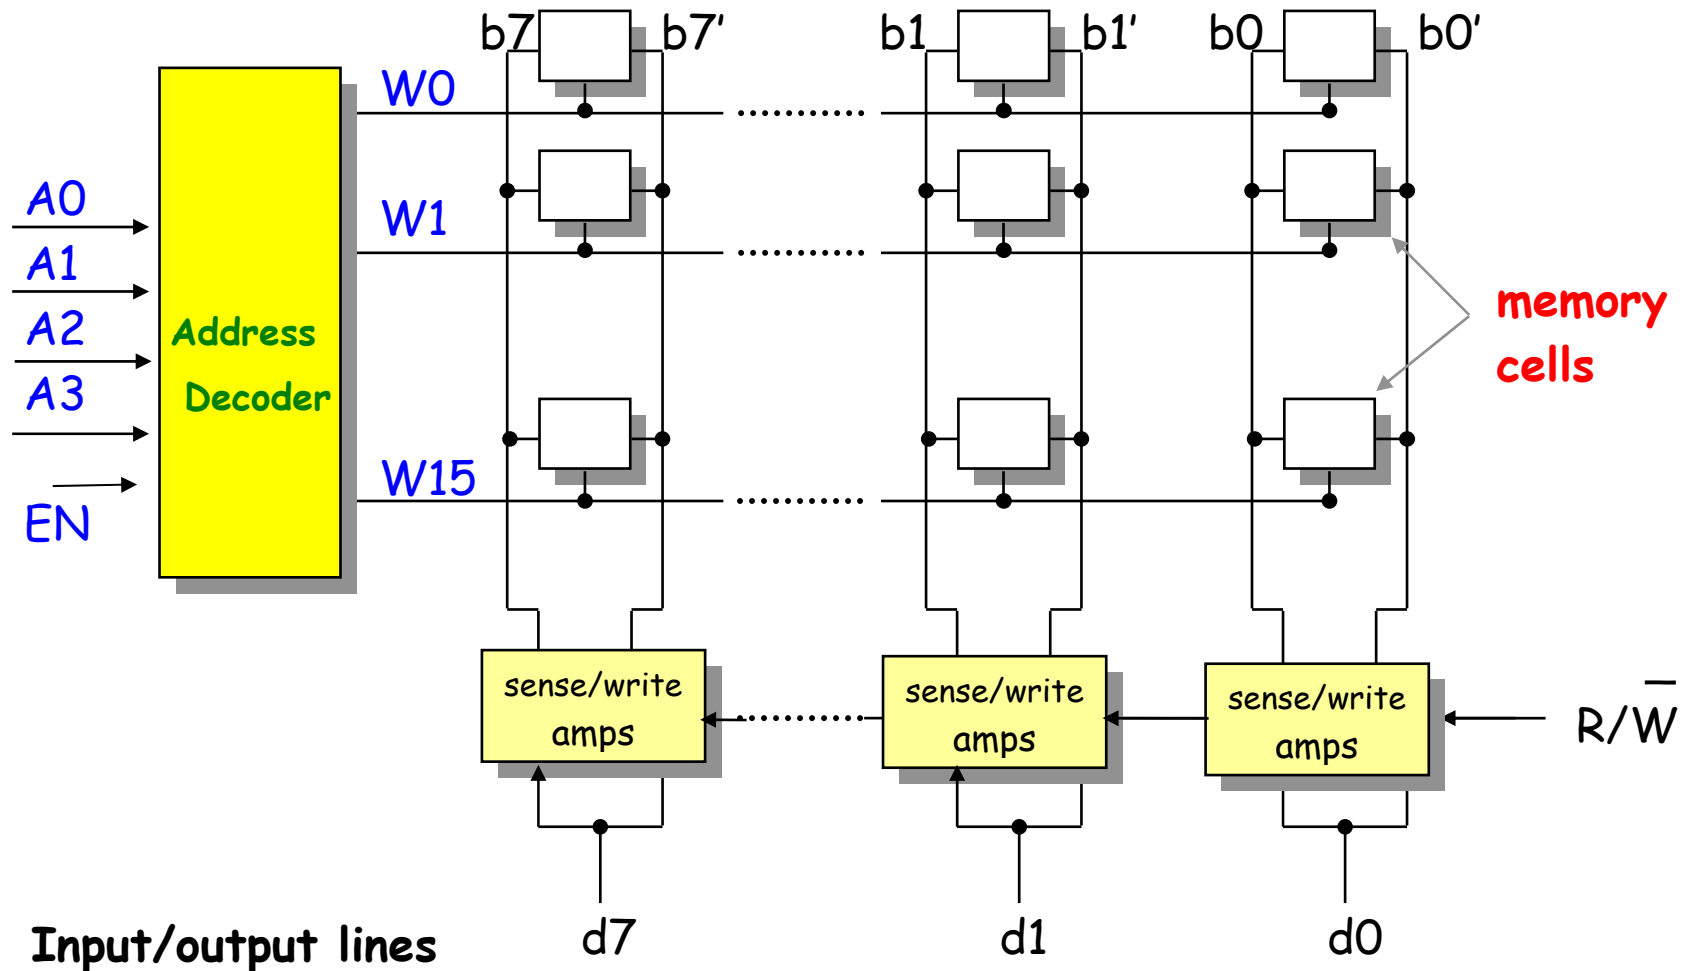 b7 b7' b1 b1' b0 b0'
W0
A0
W1
A1
A2
Address
Decoder
A3
memory
cells
W15
EN
sense/write
amps
sense/write
amps
sense/write
amps
R/W̅
Input/output lines
d7 d1 d0